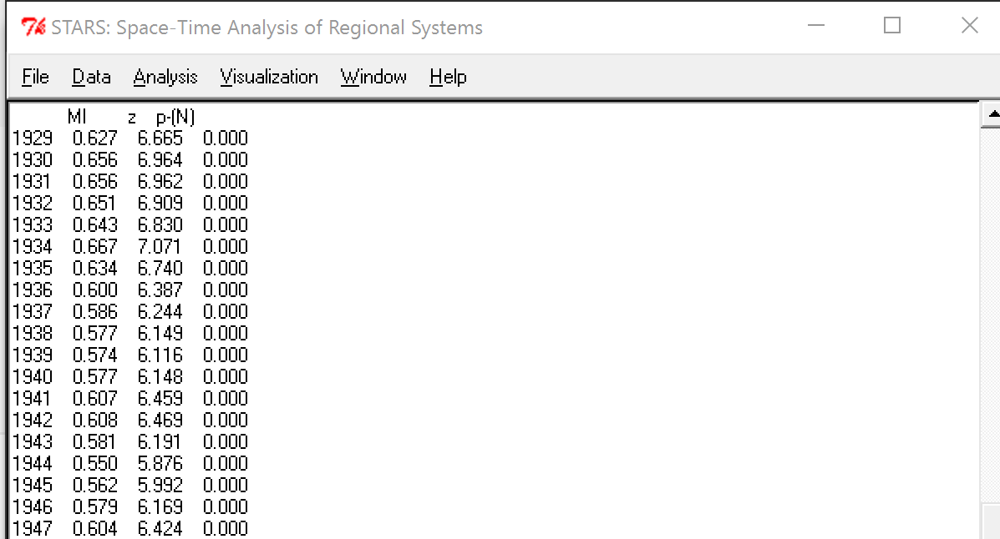 STARS: Space-Time Analysis of Regional Systems
File Data Analysis Visualization Window Help
MI z p-(N)
1929 0.627 6.665 0.000
1930 0.656 6.964 0.000
1931 0.656 6.962 0.000
1932 0.651 6.909 0.000
1933 0.643 6.830 0.000
1934 0.667 7.071 0.000
1935 0.634 6.740 0.000
1936 0.600 6.387 0.000
1937 0.586 6.244 0.000
1938 0.577 6.149 0.000
1939 0.574 6.116 0.000
1940 0.577 6.148 0.000
1941 0.607 6.459 0.000
1942 0.608 6.469 0.000
1943 0.581 6.191 0.000
1944 0.550 5.876 0.000
1945 0.562 5.992 0.000
1946 0.579 6.169 0.000
1947 0.604 6.424 0.000